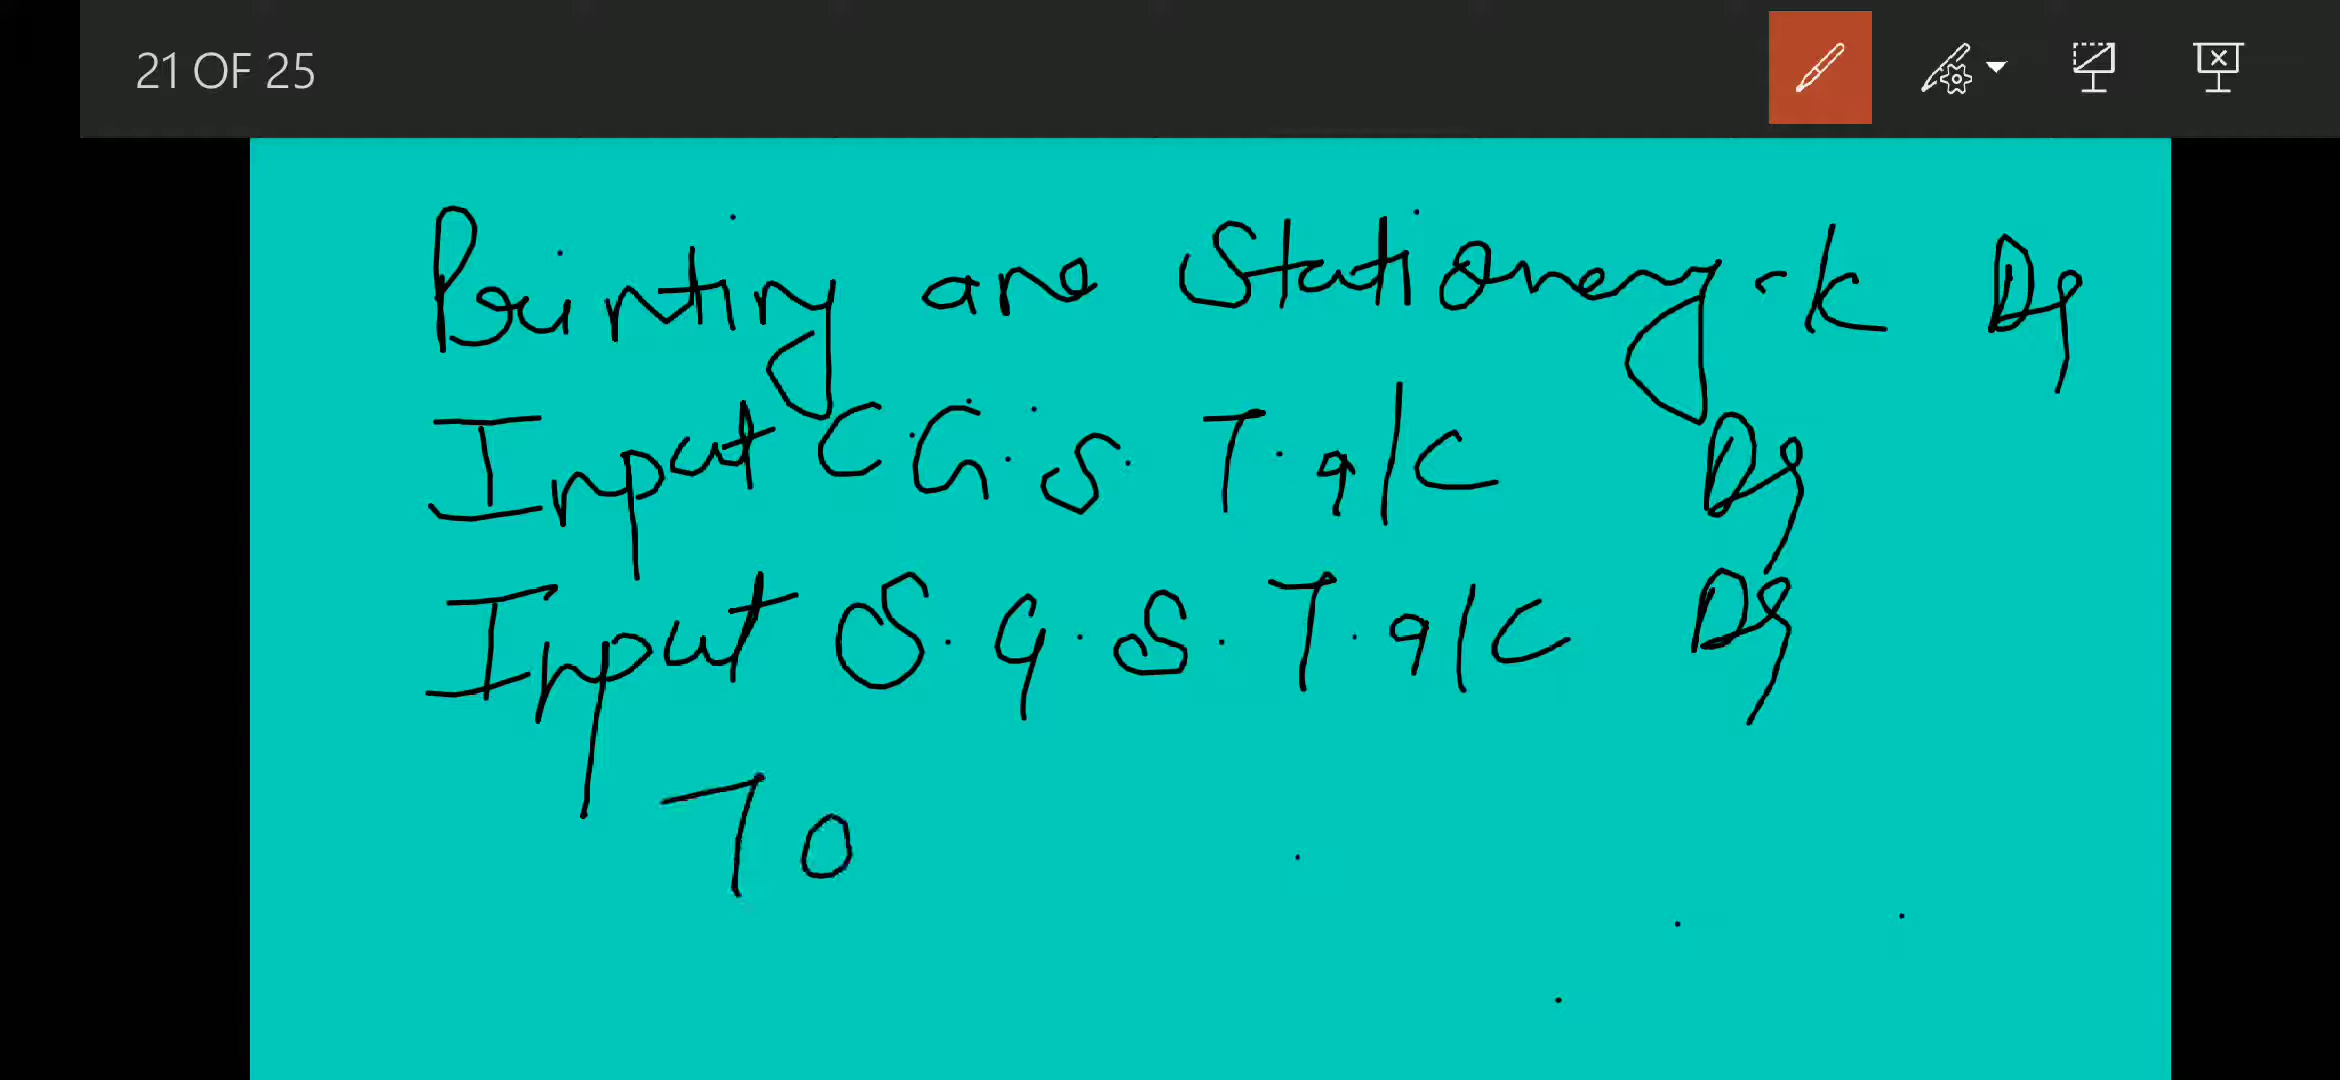 21 OF 25
Printing and Stationery a/c Dr
Input C.G.S.T. a/c Dr
Input S.G.S.T. a/c Dr
To